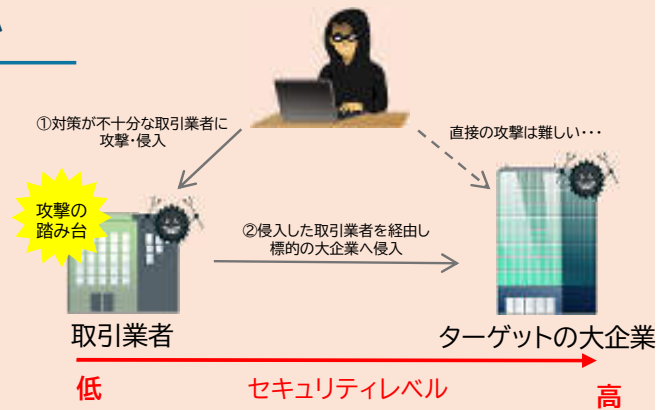 ①対策が不十分な取引業者に
攻撃・侵入
直接の攻撃は難しい・・・
攻撃の
踏み台
②侵入した取引業者を経由し
標的の大企業へ侵入
取引業者
ターゲットの大企業
低
セキュリティレベル
高